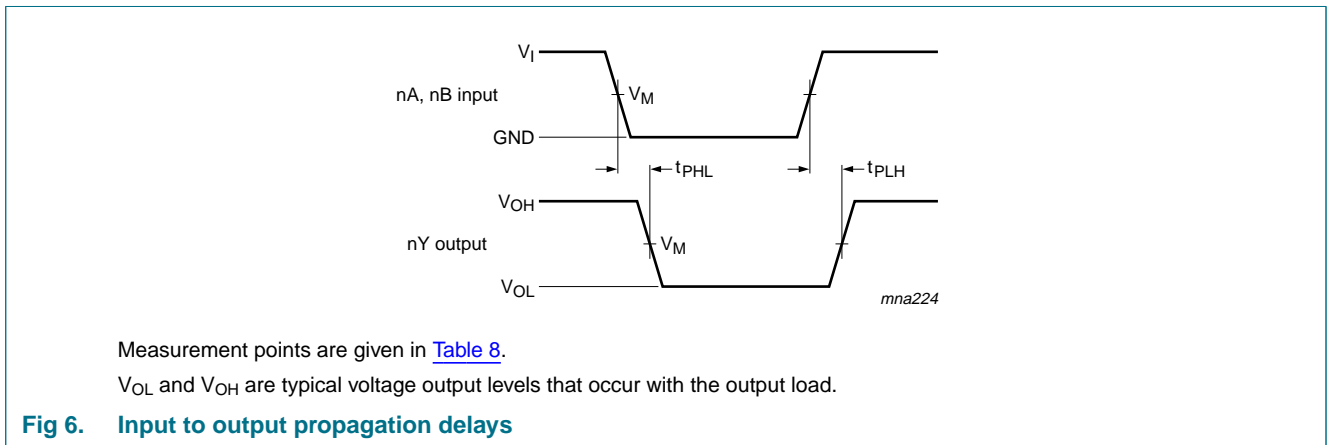 VI
nA, nB input
VM
GND
tPHL
tPLH
VOH
nY output
VM
VOL
mna224
Measurement points are given in Table 8.
VOL and VOH are typical voltage output levels that occur with the output load.
Fig 6. Input to output propagation delays